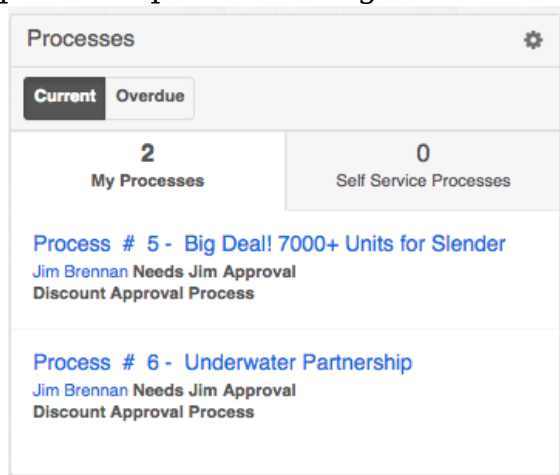 Processes
Current Overdue
2 0
My Processes Self Service Processes
Process # 5 - Big Deal! 7000+ Units for Slender
Jim Brennan Needs Jim Approval
Discount Approval Process
Process # 6 - Underwater Partnership
Jim Brennan Needs Jim Approval
Discount Approval Process